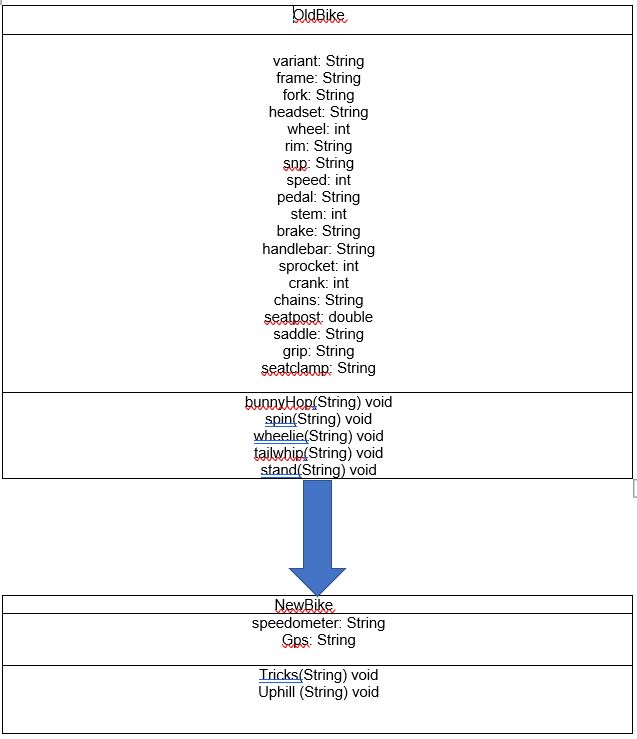 OldBike
variant: String
frame: String
fork: String
headset: String
wheel: int
rim: String
snp: String
speed: int
pedal: String
stem: int
brake: String
handlebar: String
sprocket: int
crank: int
chains: String
seatpost: double
saddle: String
grip: String
seatclamp: String
bunnyHop(String) void
spin(String) void
wheelie(String) void
tailwhip(String) void
stand(String) void
NewBike
speedometer: String
Gps: String
Tricks(String) void
Uphill (String) void